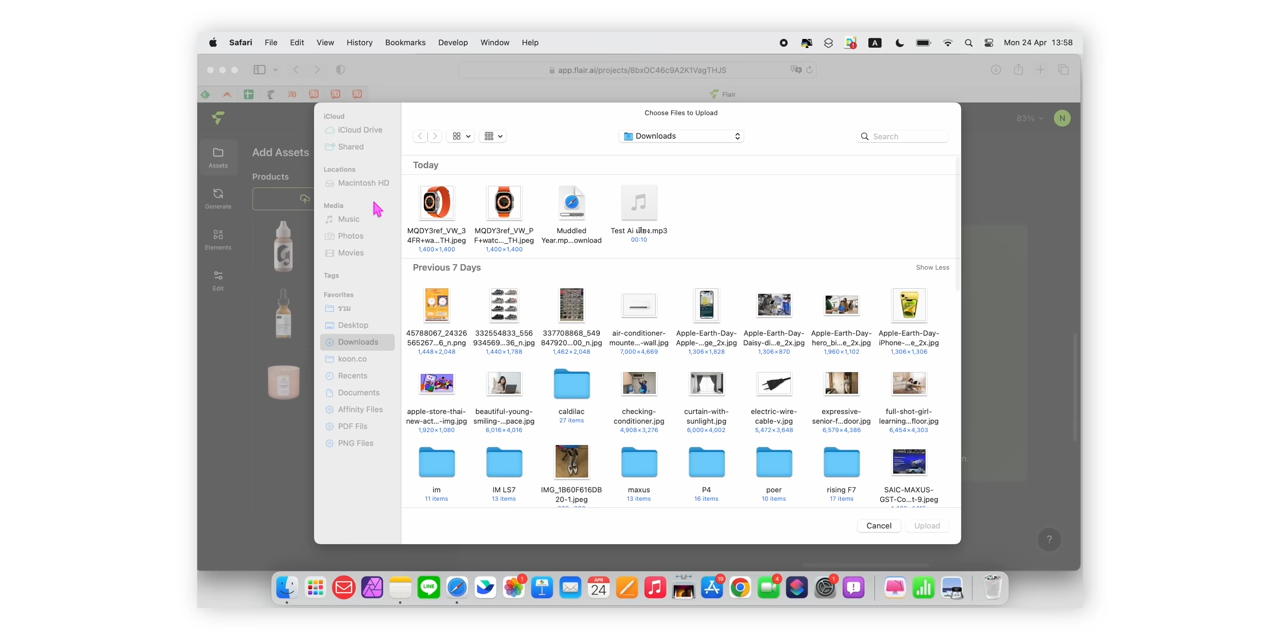 Safari File Edit View History Bookmarks Develop Window Help
A
Mon 24 Apr 13:58
app.flair.ai/projects/8bxOC46c9A2K1VagTHJS
Flair
83%
N
Assets
Generate
Elements
Edit
Add Assets
Products
iCloud
iCloud Drive
Shared
Locations
Macintosh HD
Media
Music
Photos
Movies
Tags
Favorites
รวม
Desktop
Downloads
koon.co
Recents
Documents
Affinity Files
PDF Fils
PNG Files
Choose Files to Upload
Downloads
Search
Today
MQDY3ref_VW_3 MQDY3ref_VW_P Muddled Test Ai เสียง.mp3
4FR+wa...TH.jpeg F+watc..._TH.jpeg Year.mp...ownload 00:10
1,400×1,400 1,400×1,400
Previous 7 Days
Show Less
45788067_24326 332554833_556 337708868_549 air-conditioner- Apple-Earth-Day- Apple-Earth-Day- Apple-Earth-Day- Apple-Earth-Day-
565267...6_n.png 934569...36_n.jpg 847920...00_n.jpg mounte...-wall.jpg Apple-...ge_2x.jpg Daisy-di...e_2x.jpg hero_bi...e_2x.jpg iPhone-...e_2x.jpg
1,448×2,048 1,440×1,788 1,462×2,048 7,000×4,669 1,306×1,828 1,306×870 1,960×1,102 1,306×1,306
apple-store-thai- beautiful-young- caldilac checking- curtain-with- electric-wire- expressive- full-shot-girl-
new-act...-img.jpg smiling-...pace.jpg 27 items conditioner.jpg sunlight.jpg cable-v.jpg senior-f...door.jpg learning...floor.jpg
1,920×1,080 6,016×4,016 4,908×3,276 6,000×4,002 5,472×3,648 6,579×4,386 6,454×4,303
im IM LS7 IMG_1B60F616DB maxus P4 poer rising F7 SAIC-MAXUS-
11 items 13 items 20-1.jpeg 13 items 16 items 10 items 17 items GST-Co...t-9.jpeg
Cancel
Upload
?
LINE
APR
24